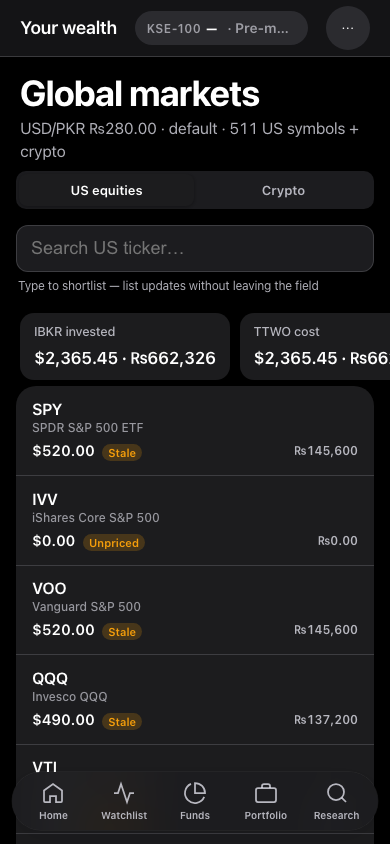 Your wealth
KSE-100 — · Pre-m...
...
Global markets
USD/PKR ₨280.00 · default · 511 US symbols +
crypto
US equities
Crypto
Search US ticker...
Type to shortlist — list updates without leaving the field
IBKR invested
$2,365.45 · ₨662,326
TTWO cost
$2,365.45 · ₨66
SPY
SPDR S&P 500 ETF
$520.00 Stale ₨145,600
IVV
iShares Core S&P 500
$0.00 Unpriced ₨0.00
VOO
Vanguard S&P 500
$520.00 Stale ₨145,600
QQQ
Invesco QQQ
$490.00 Stale ₨137,200
VTI
Home
Watchlist
Funds
Portfolio
Research